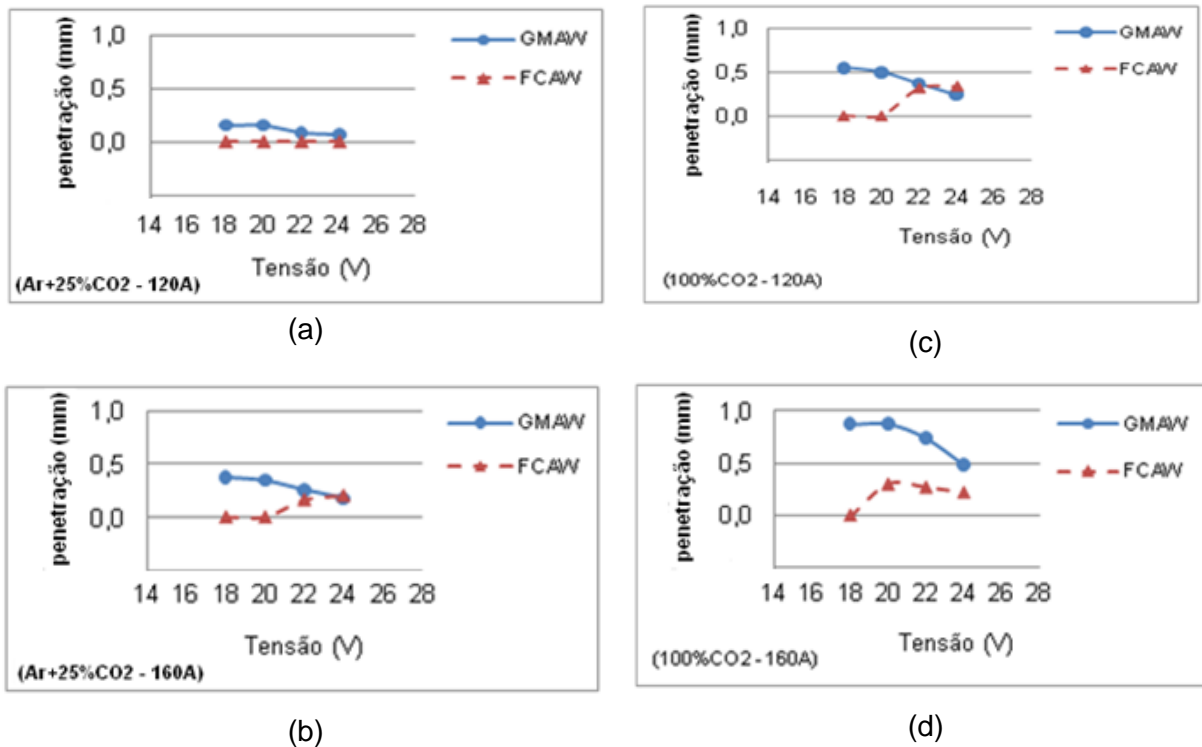 penetração (mm)
1,0
0,5
0,0
14 16 18 20 22 24 26 28
Tensão (V)
GMAW
FCAW
(Ar+25%CO2 - 120A)
(a)
penetração (mm)
1,0
0,5
0,0
14 16 18 20 22 24 26 28
Tensão (V)
GMAW
FCAW
(100%CO2 - 120A)
(c)
penetração (mm)
1,0
0,5
0,0
14 16 18 20 22 24 26 28
Tensão (V)
GMAW
FCAW
(Ar+25%CO2 - 160A)
(b)
penetração (mm)
1,0
0,5
0,0
14 16 18 20 22 24 26 28
Tensão (V)
GMAW
FCAW
(100%CO2 - 160A)
(d)